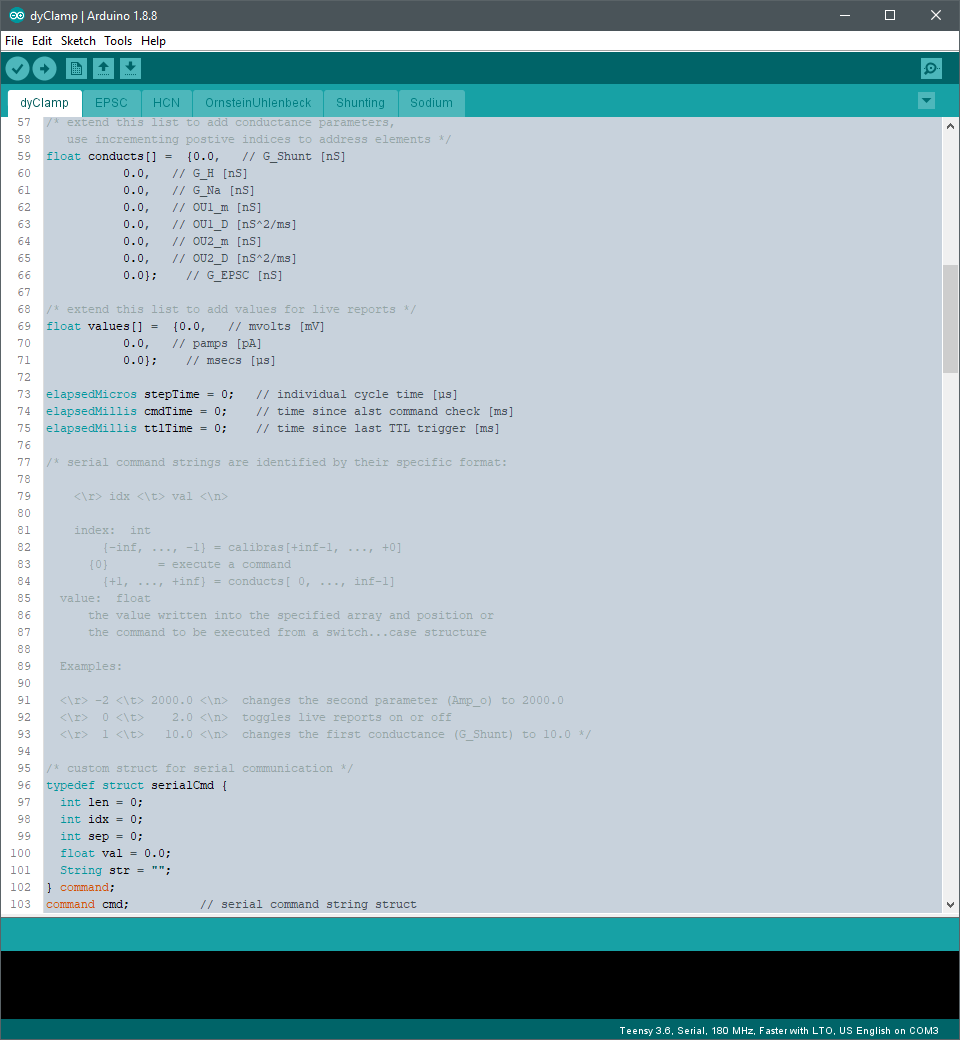 dyClamp | Arduino 1.8.8
File Edit Sketch Tools Help
dyClamp EPSC HCN OrnsteinUhlenbeck Shunting Sodium
57 /* extend this list to add conductance parameters,
58 use incrementing postive indices to address elements */
59 float conducts[] = {0.0, // G_Shunt [nS]
60 0.0, // G_H [nS]
61 0.0, // G_Na [nS]
62 0.0, // OU1_m [nS]
63 0.0, // OU1_D [nS^2/ms]
64 0.0, // OU2_m [nS]
65 0.0, // OU2_D [nS^2/ms]
66 0.0}; // G_EPSC [nS]
67
68 /* extend this list to add values for live reports */
69 float values[] = {0.0, // mvolts [mV]
70 0.0, // pamps [pA]
71 0.0}; // msecs [µs]
72
73 elapsedMicros stepTime = 0; // individual cycle time [µs]
74 elapsedMillis cmdTime = 0; // time since alst command check [ms]
75 elapsedMillis ttlTime = 0; // time since last TTL trigger [ms]
76
77 /* serial command strings are identified by their specific format:
78
79 <\r> idx <\t> val <\n>
80
81 index: int
82 {-inf, ..., -1} = calibras[+inf-1, ..., +0]
83 {0} = execute a command
84 {+1, ..., +inf} = conducts[ 0, ..., inf-1]
85 value: float
86 the value written into the specified array and position or
87 the command to be executed from a switch...case structure
88
89 Examples:
90
91 <\r> -2 <\t> 2000.0 <\n> changes the second parameter (Amp_o) to 2000.0
92 <\r> 0 <\t> 2.0 <\n> toggles live reports on or off
93 <\r> 1 <\t> 10.0 <\n> changes the first conductance (G_Shunt) to 10.0 */
94
95 /* custom struct for serial communication */
96 typedef struct serialCmd {
97 int len = 0;
98 int idx = 0;
99 int sep = 0;
100 float val = 0.0;
101 String str = "";
102 } command;
103 command cmd; // serial command string struct
Teensy 3.6, Serial, 180 MHz, Faster with LTO, US English on COM3